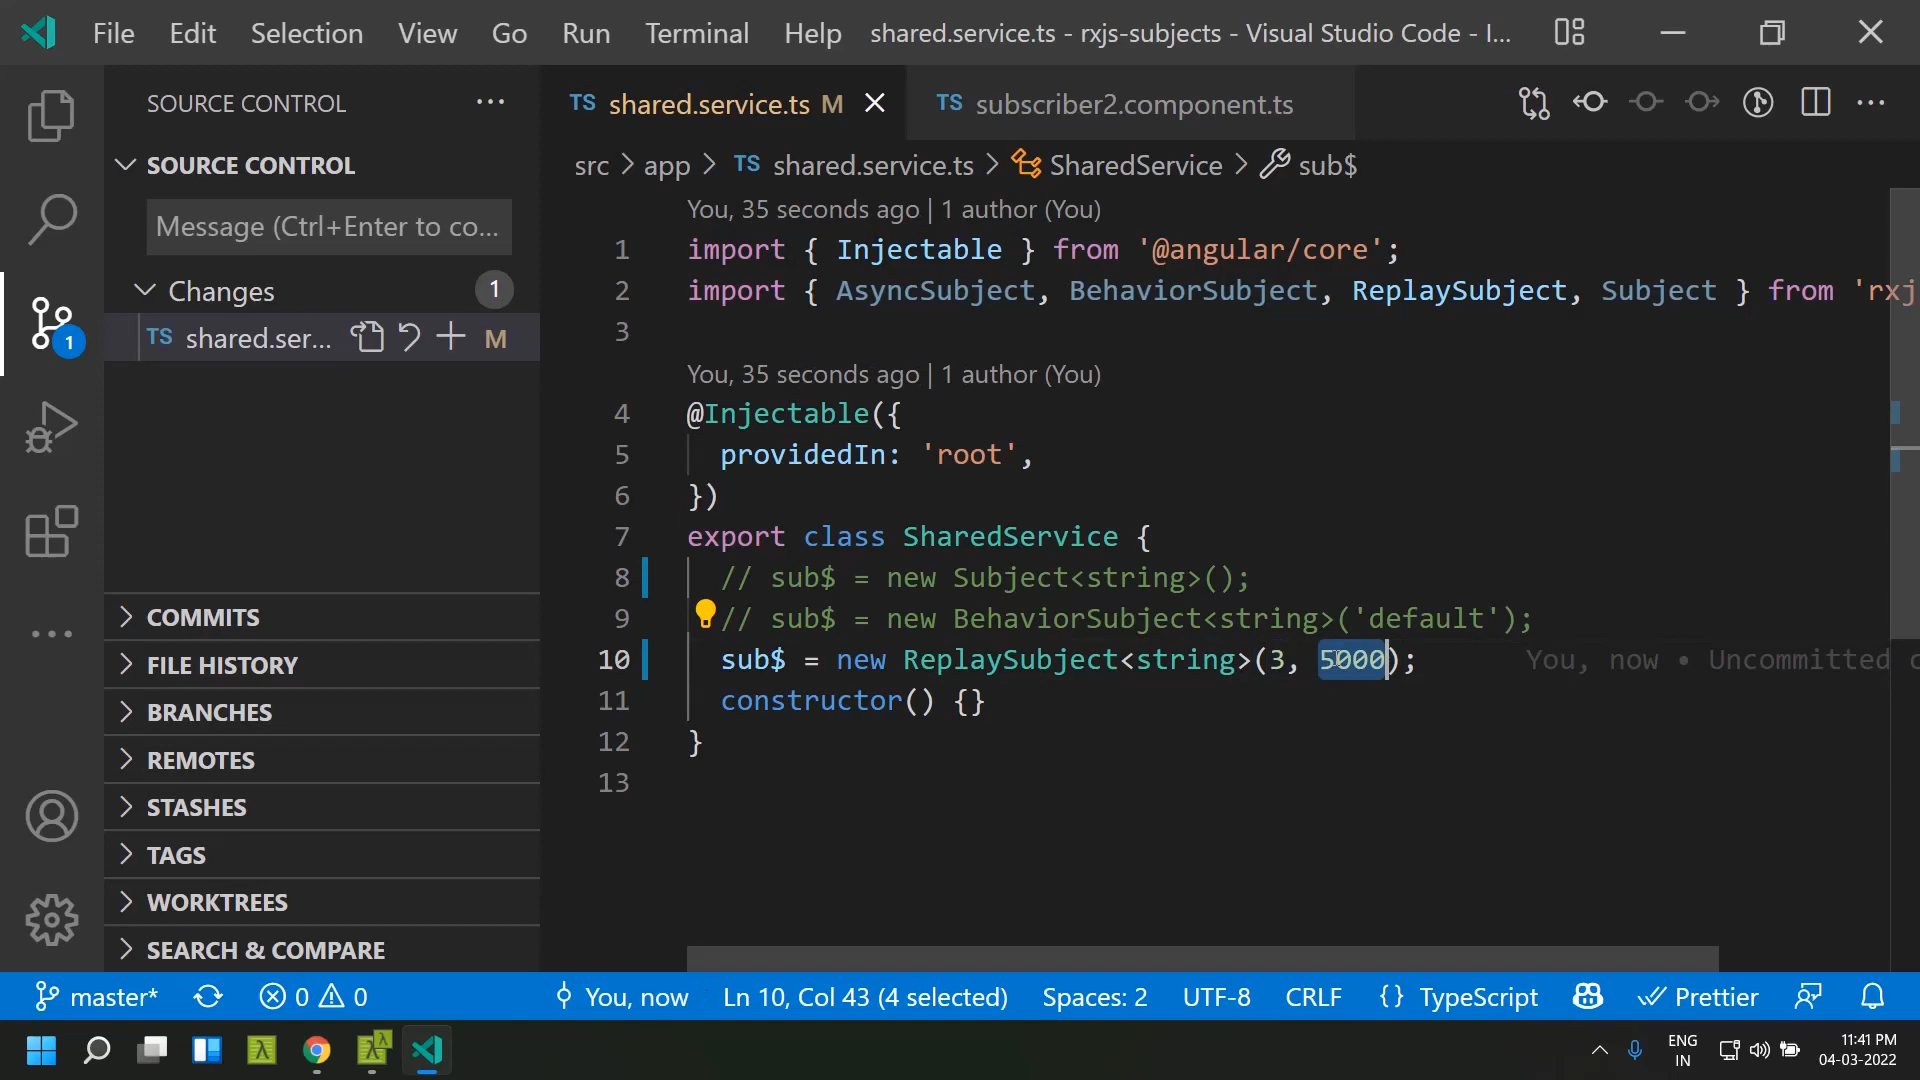 File Edit Selection View Go Run Terminal Help shared.service.ts - rxjs-subjects - Visual Studio Code - I...
SOURCE CONTROL ...
TS shared.service.ts M
TS subscriber2.component.ts
SOURCE CONTROL
src > app > TS shared.service.ts > SharedService > sub$
Message (Ctrl+Enter to co...
You, 35 seconds ago | 1 author (You)
1 import { Injectable } from '@angular/core';
Changes 1
2 import { AsyncSubject, BehaviorSubject, ReplaySubject, Subject } from 'rxj
TS shared.ser... M
3
1
You, 35 seconds ago | 1 author (You)
4 @Injectable({
5 providedIn: 'root',
6 })
7 export class SharedService {
8 // sub$ = new Subject<string>();
9 // sub$ = new BehaviorSubject<string>('default');
10 sub$ = new ReplaySubject<string>(3, 5000); You, now • Uncommitted c
11 constructor() {}
12 }
13
COMMITS
FILE HISTORY
BRANCHES
REMOTES
STASHES
TAGS
WORKTREES
SEARCH & COMPARE
master* 0 0 You, now Ln 10, Col 43 (4 selected) Spaces: 2 UTF-8 CRLF {} TypeScript Prettier
ENG
IN
11:41 PM
04-03-2022